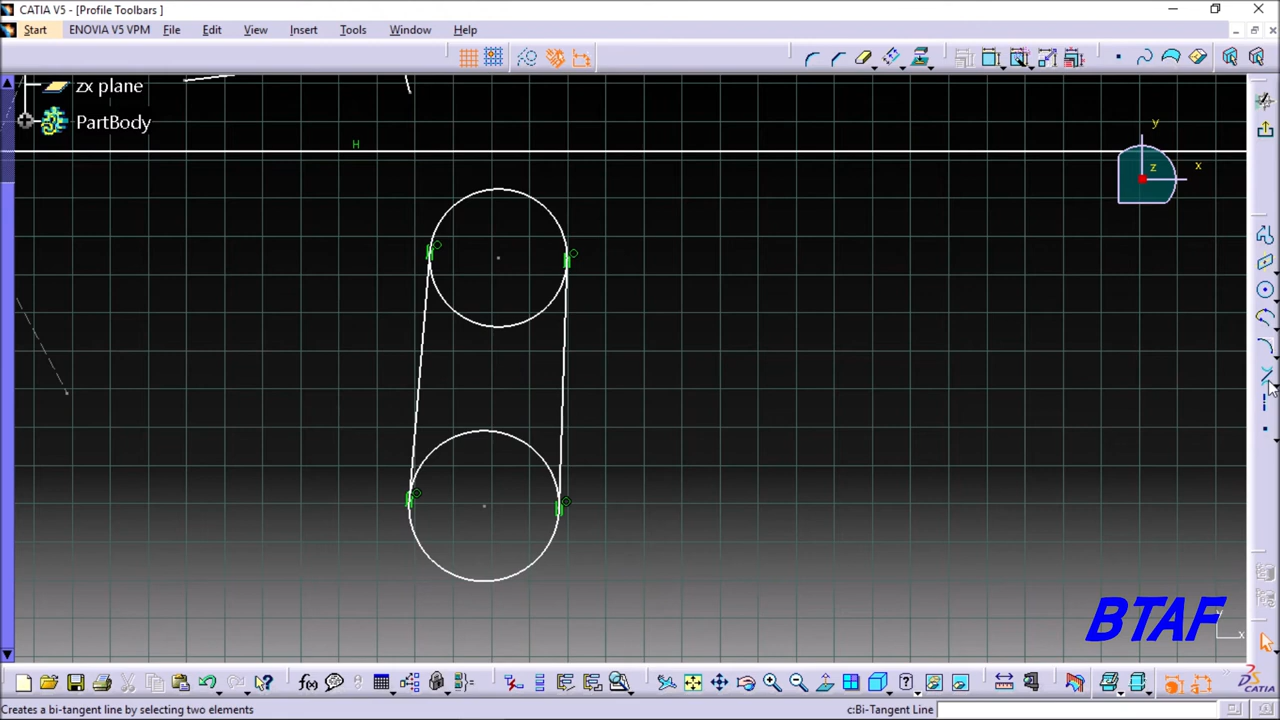 CATIA V5 - [Profile Toolbars ]
Start ENOVIA V5 VPM File Edit View Insert Tools Window Help
zx plane
PartBody
H
y
z x
BTAF
y
x
f(x)
CATIA
Creates a bi-tangent line by selecting two elements c:Bi-Tangent Line